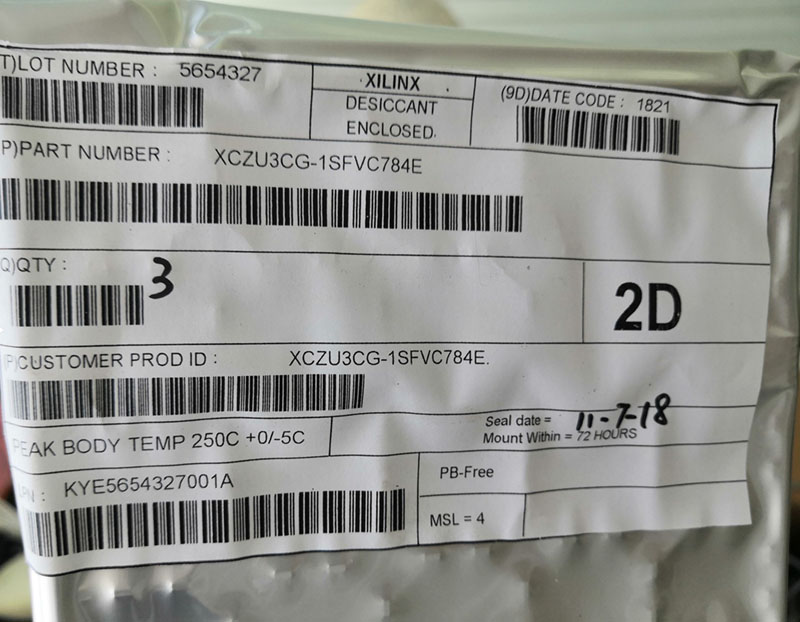 T)LOT NUMBER : 5654327
XILINX
DESICCANT
ENCLOSED.
(9D)DATE CODE : 1821
P)PART NUMBER : XCZU3CG-1SFVC784E
Q)QTY : 3
2D
P)CUSTOMER PROD ID : XCZU3CG-1SFVC784E.
PEAK BODY TEMP 250C +0/-5C
Seal date = 11-7-18
Mount Within = 72 HOURS
KYE5654327001A
PB-Free
MSL = 4